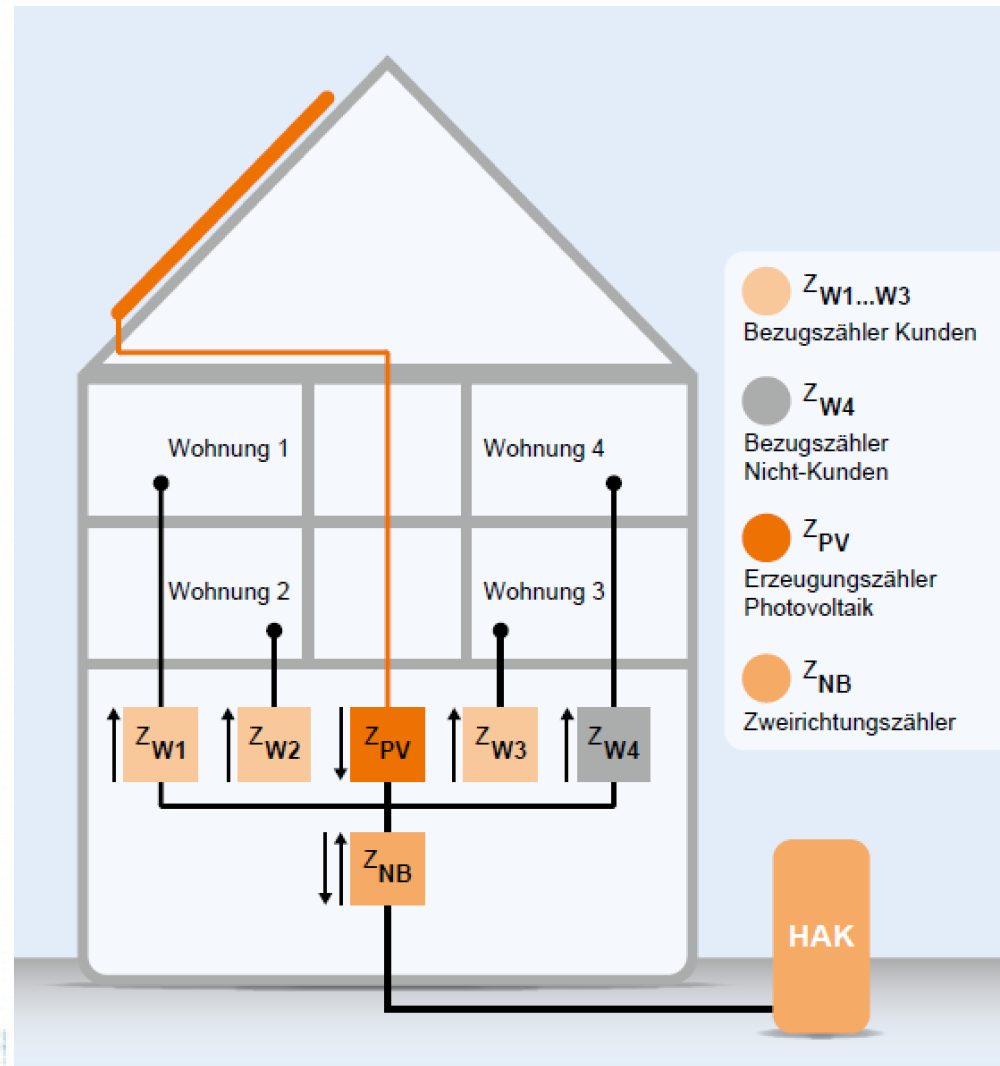 Wohnung 1
Wohnung 4
Wohnung 2
Wohnung 3
ZW1
ZW2
ZPV
ZW3
ZW4
ZNB
HAK
ZW1...W3
Bezugszähler Kunden
ZW4
Bezugszähler
Nicht-Kunden
ZPV
Erzeugungszähler
Photovoltaik
ZNB
Zweirichtungszähler